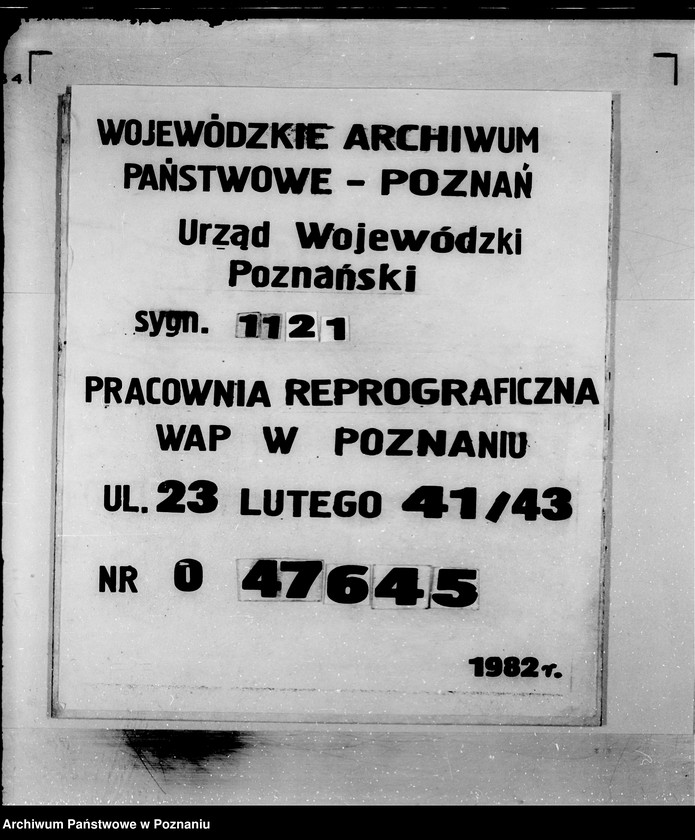 34
WOJEWÓDZKIE ARCHIWUM
PAŃSTWOWE - POZNAŃ
Urząd Wojewódzki
Poznański
sygn. 1121
PRACOWNIA REPROGRAFICZNA
WAP W POZNANIU
UL. 23 LUTEGO 41/43
NR O 47645
1982 r.
Archiwum Państwowe w Poznaniu